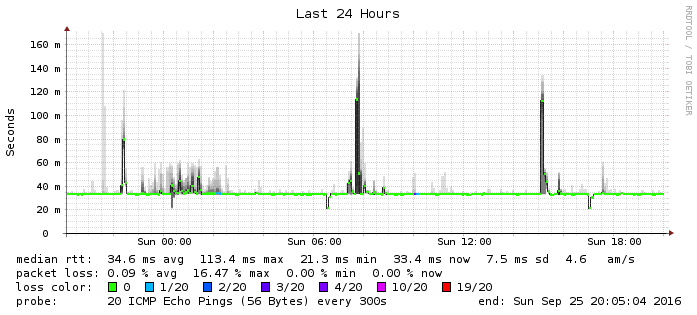 Last 24 Hours
RRDTOOL / TOBI OETIKER
Seconds
160 m
140 m
120 m
100 m
80 m
60 m
40 m
20 m
0
Sun 00:00 Sun 06:00 Sun 12:00 Sun 18:00
median rtt: 34.6 ms avg 113.4 ms max 21.3 ms min 33.4 ms now 7.5 ms sd 4.6 am/s
packet loss: 0.09 % avg 16.47 % max 0.00 % min 0.00 % now
loss color: 0 1/20 2/20 3/20 4/20 10/20 19/20
probe: 20 ICMP Echo Pings (56 Bytes) every 300s end: Sun Sep 25 20:05:04 2016